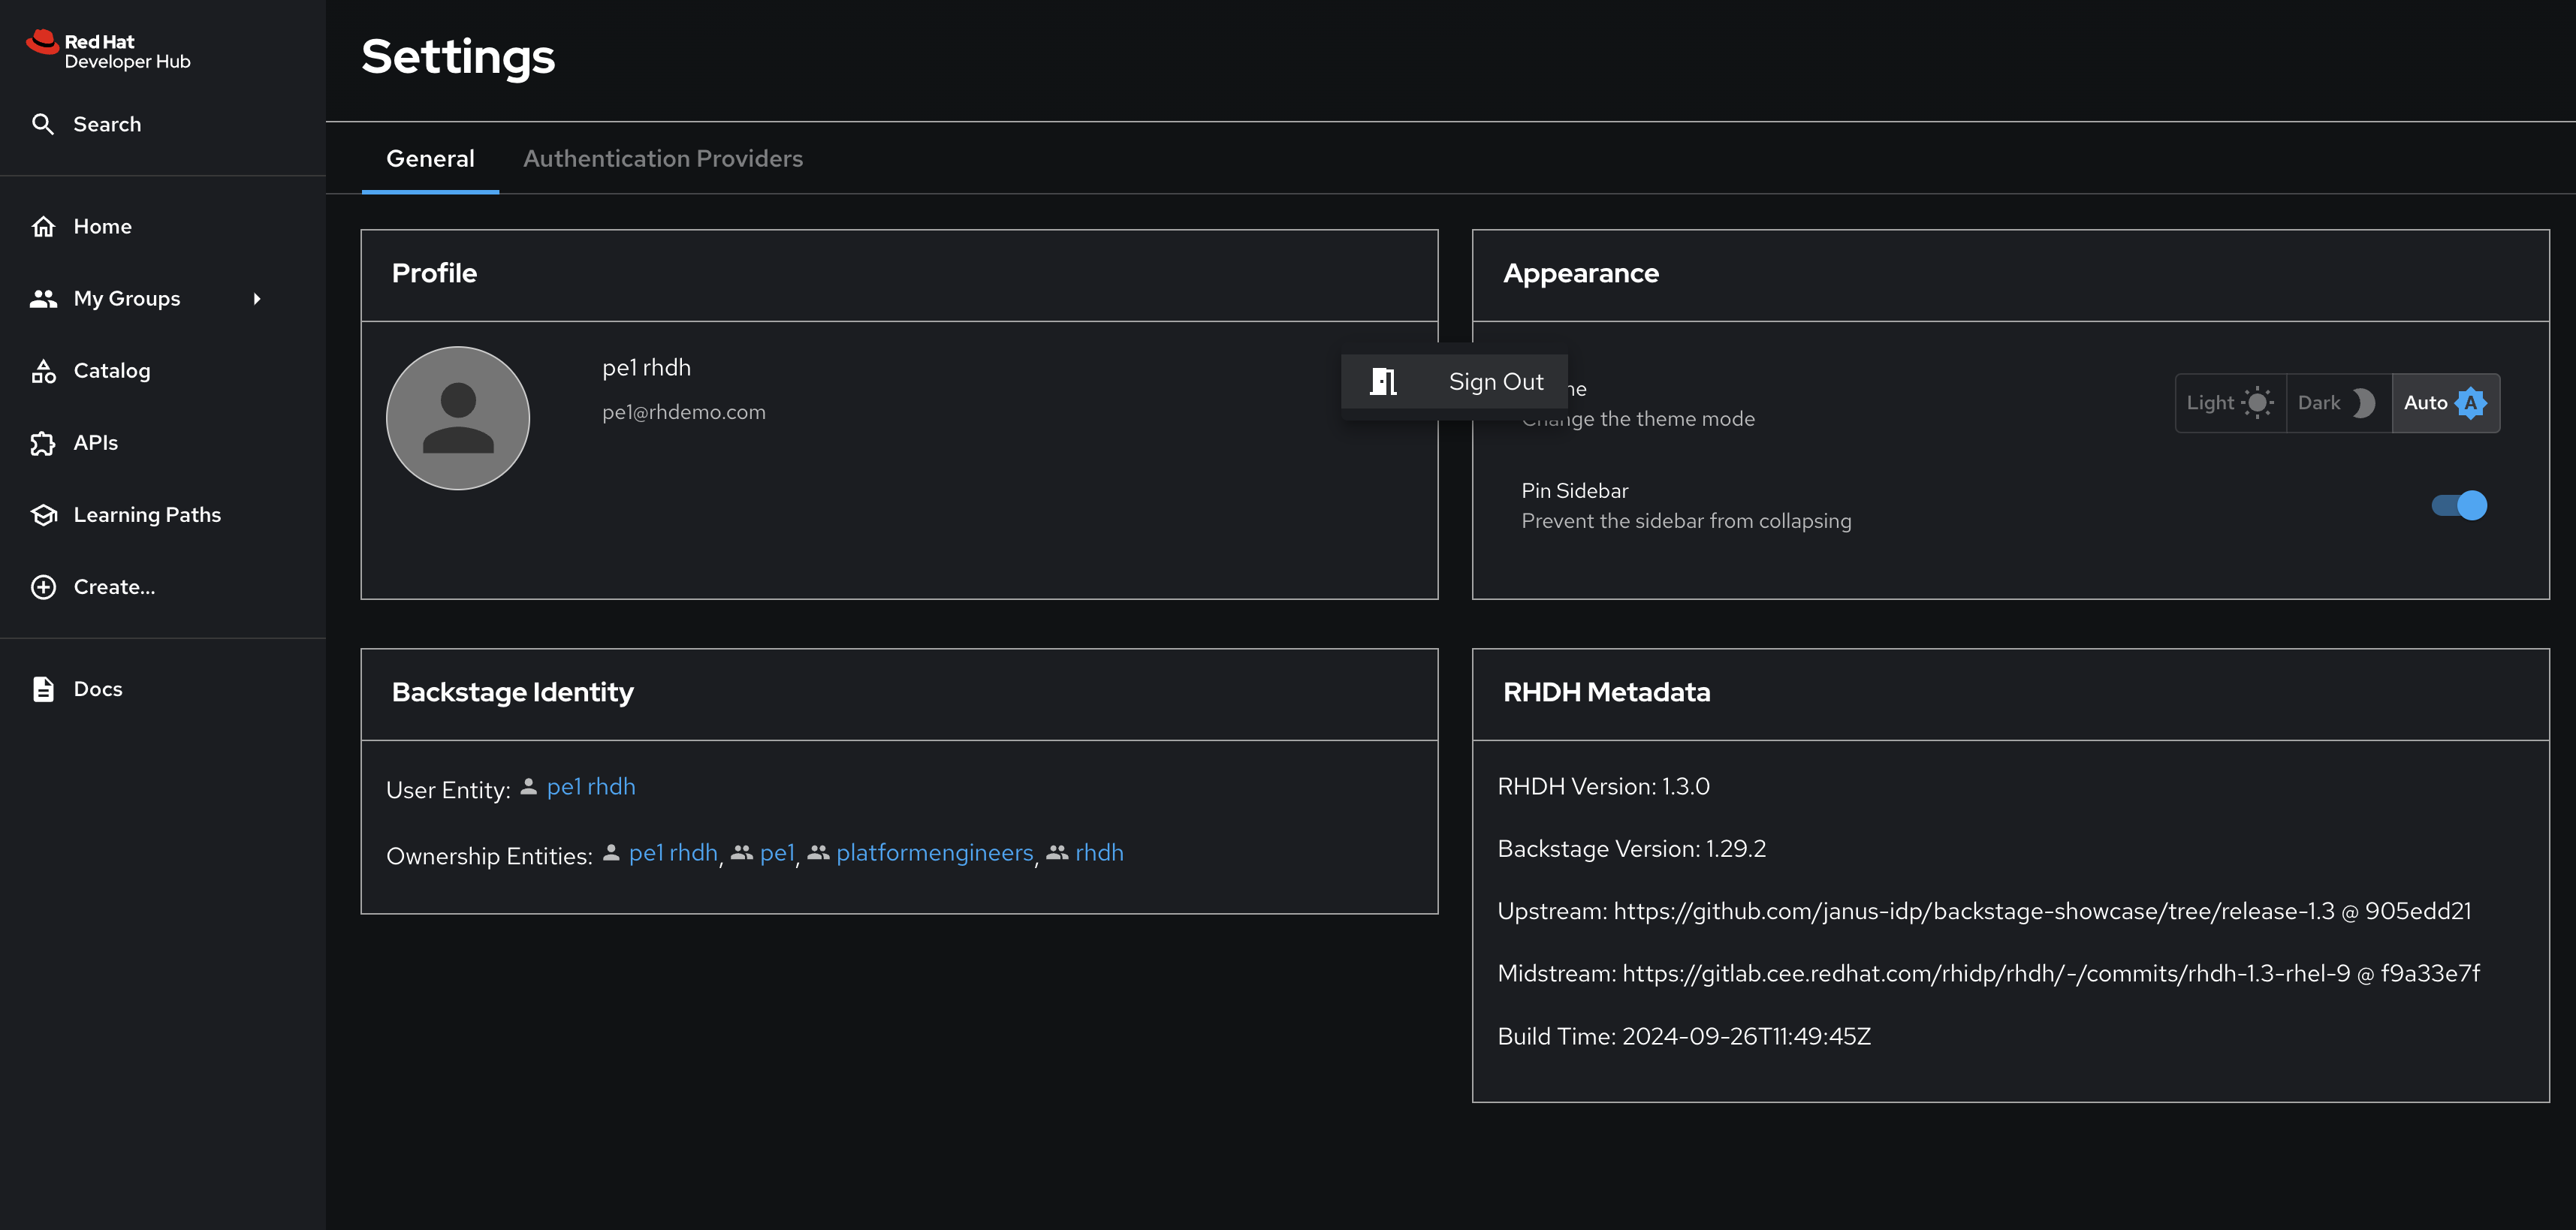 Red Hat
Developer Hub
Search
Home
My Groups
Catalog
APIs
Learning Paths
Create...
Docs
Settings
General Authentication Providers
Profile
pe1 rhdh
pe1@rhdemo.com
Sign Out
Appearance
Change the theme mode
Light Dark Auto A
Pin Sidebar
Prevent the sidebar from collapsing
Backstage Identity
User Entity: pe1 rhdh
Ownership Entities: pe1 rhdh, pe1, platformengineers, rhdh
RHDH Metadata
RHDH Version: 1.3.0
Backstage Version: 1.29.2
Upstream: https://github.com/janus-idp/backstage-showcase/tree/release-1.3 @ 905edd21
Midstream: https://gitlab.cee.redhat.com/rhidp/rhdh/-/commits/rhdh-1.3-rhel-9 @ f9a33e7f
Build Time: 2024-09-26T11:49:45Z